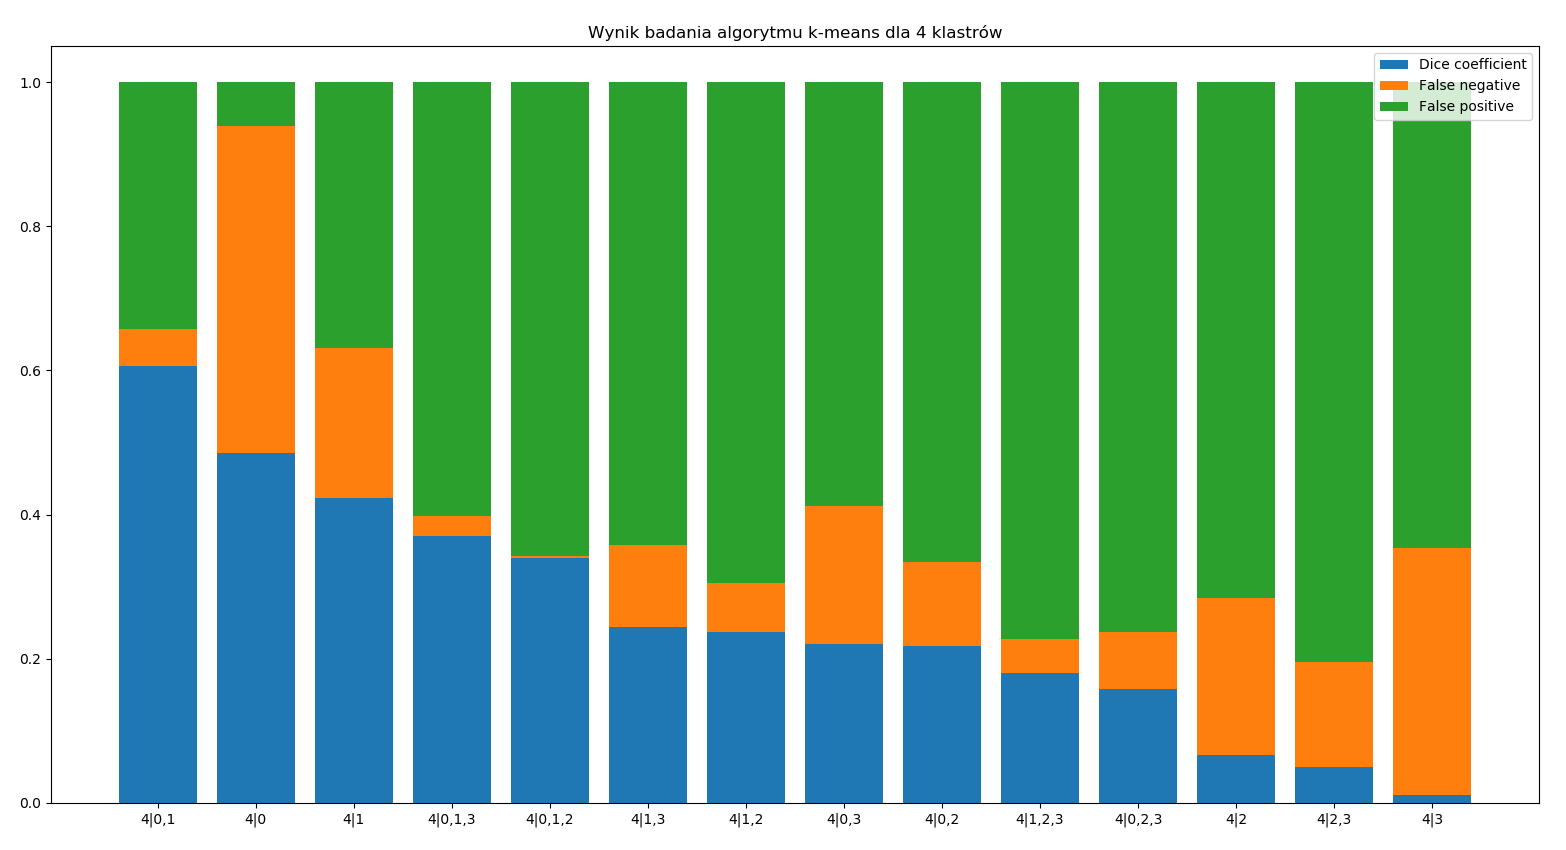 Wynik badania algorytmu k-means dla 4 klastrów
Dice coefficient
False negative
False positive
1.0
0.8
0.6
0.4
0.2
0.0
4|0,1 4|0 4|1 4|0,1,3 4|0,1,2 4|1,3 4|1,2 4|0,3 4|0,2 4|1,2,3 4|0,2,3 4|2 4|2,3 4|3